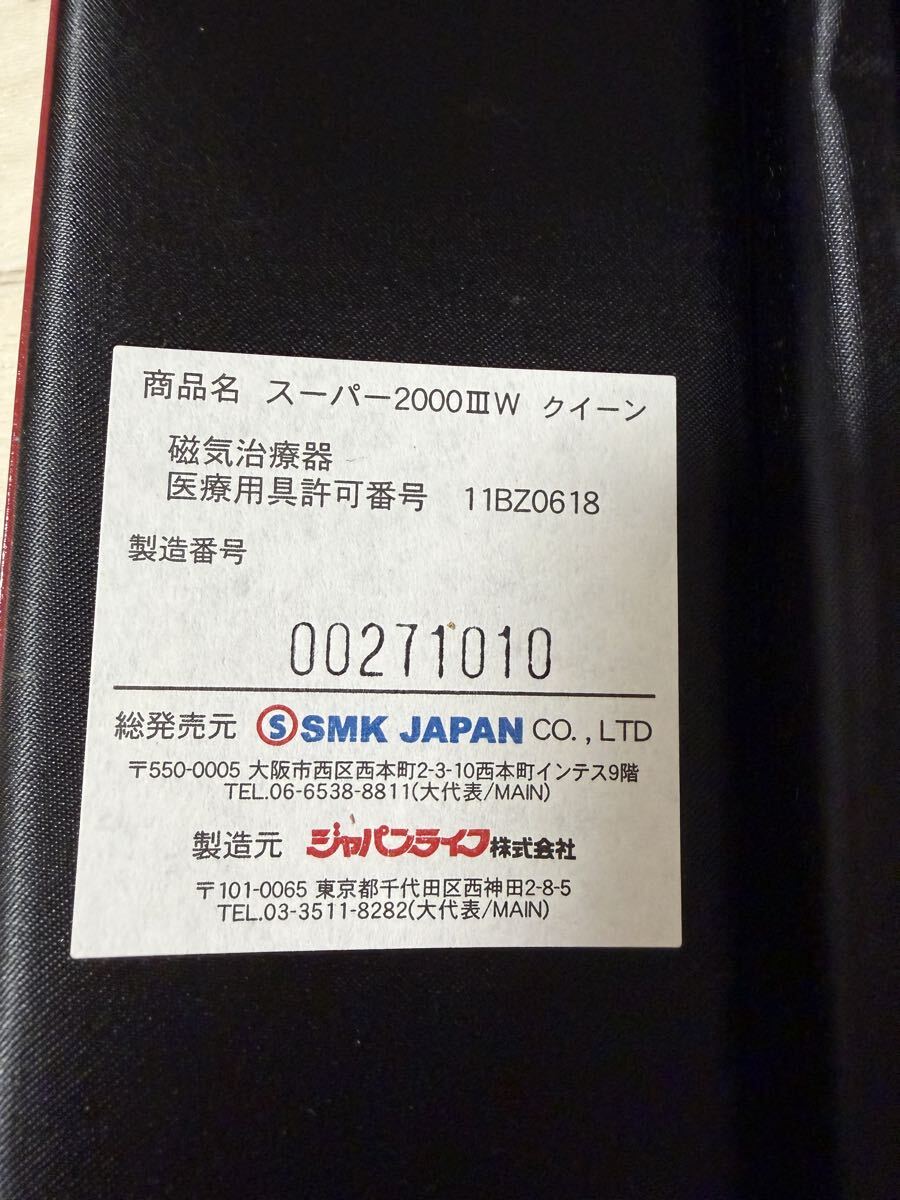 商品名 スーパー2000ⅢW クイーン
磁気治療器
医療用具許可番号 11BZ0618
製造番号
00271010
総発売元 Ⓢ SMK JAPAN CO., LTD
〒550-0005 大阪市西区西本町2-3-10西本町インテス9階
TEL.06-6538-8811(大代表/MAIN)
製造元 ジャパンライフ株式会社
〒101-0065 東京都千代田区西神田2-8-5
TEL.03-3511-8282(大代表/MAIN)